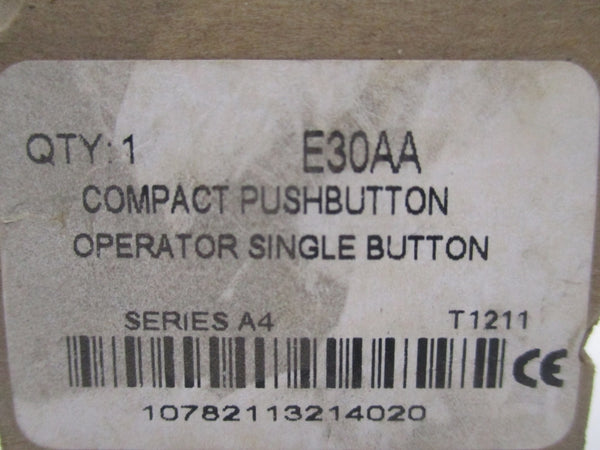 QTY: 1 E30AA
COMPACT PUSHBUTTON
OPERATOR SINGLE BUTTON
SERIES A4 T1211
CE
10782113214020